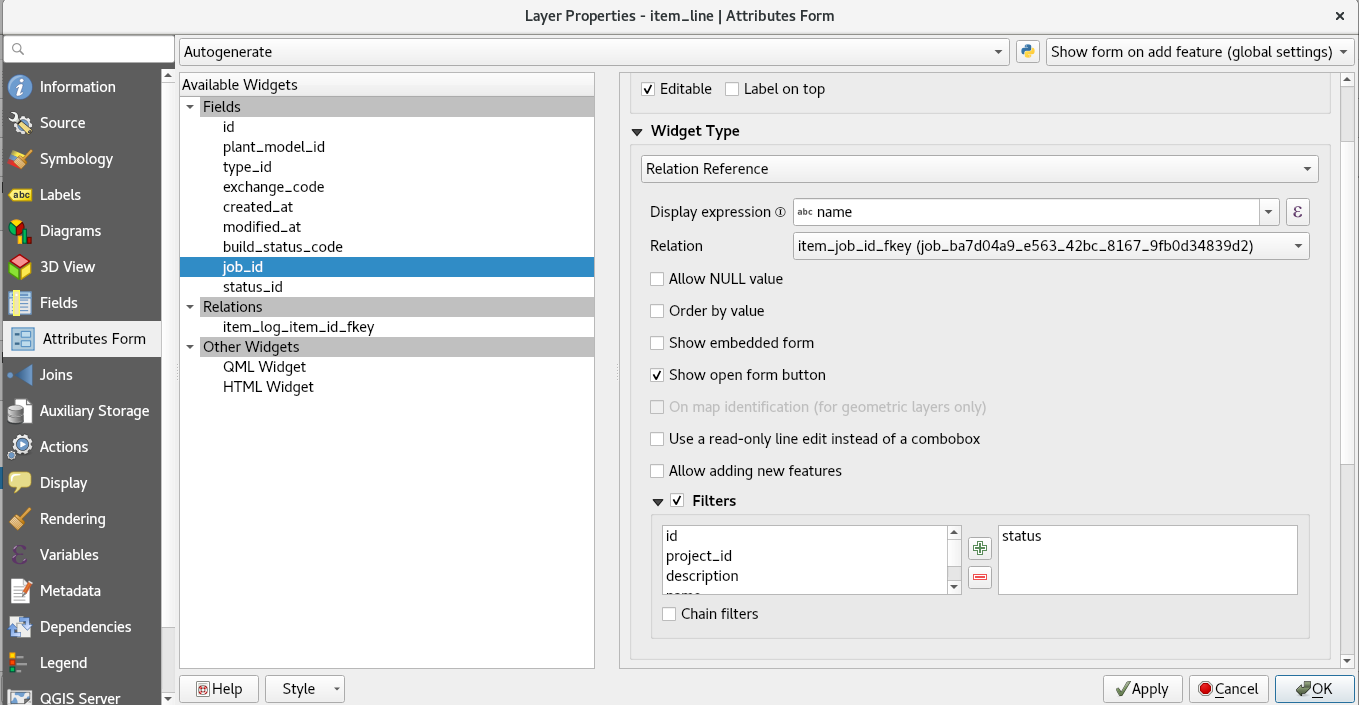 Layer Properties - item_line | Attributes Form
Autogenerate
Show form on add feature (global settings)
Information
Source
Symbology
abc
Labels
Diagrams
3D View
Fields
Attributes Form
Joins
Auxiliary Storage
Actions
Display
Rendering
Variables
Metadata
Dependencies
Legend
QGIS Server
Available Widgets
Fields
id
plant_model_id
type_id
exchange_code
created_at
modified_at
build_status_code
job_id
status_id
Relations
item_log_item_id_fkey
Other Widgets
QML Widget
HTML Widget
Editable
Label on top
Widget Type
Relation Reference
Display expression
abc name
ε
Relation
item_job_id_fkey (job_ba7d04a9_e563_42bc_8167_9fb0d34839d2)
Allow NULL value
Order by value
Show embedded form
Show open form button
On map identification (for geometric layers only)
Use a read-only line edit instead of a combobox
Allow adding new features
Filters
id
project_id
description
name
status
Chain filters
Help
Style
Apply
Cancel
OK